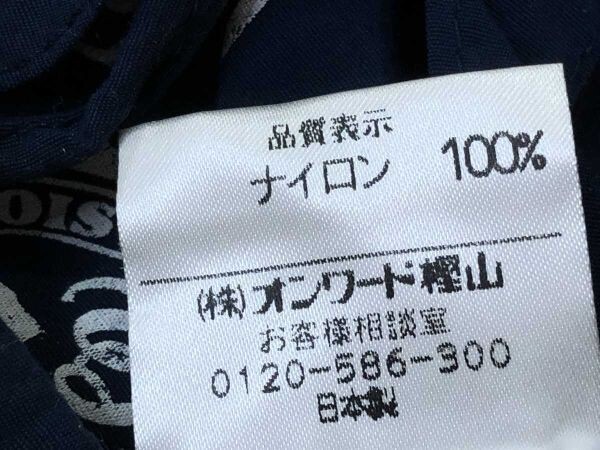 品質表示
ナイロン 100%
(株)オンワード樫山
お客様相談室
0120-586-300
日本製
OISIO